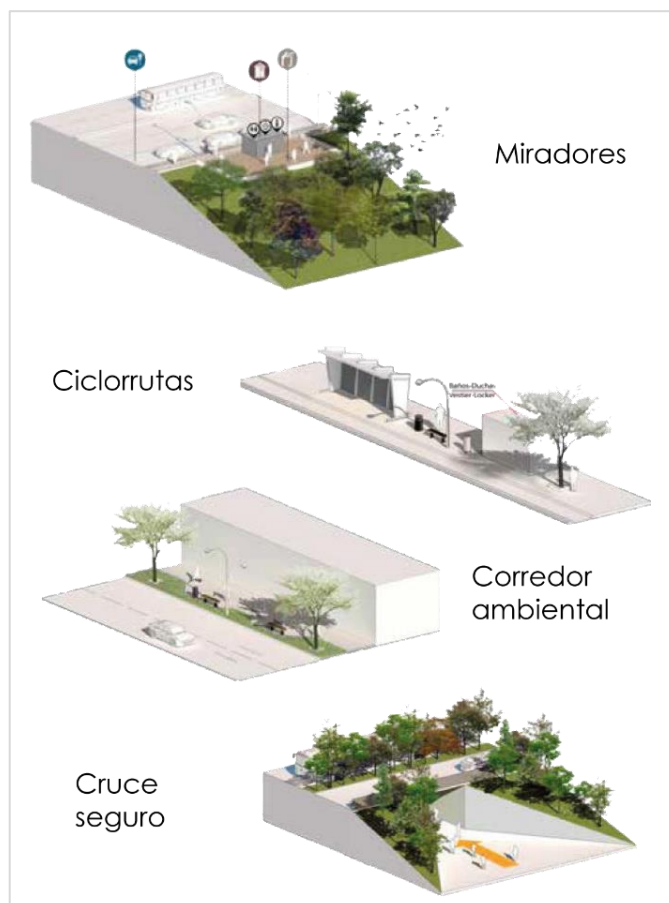 Miradores
Ciclorrutas
Baños-Ducha-
Vestier-Locker
Corredor
ambiental
Cruce
seguro